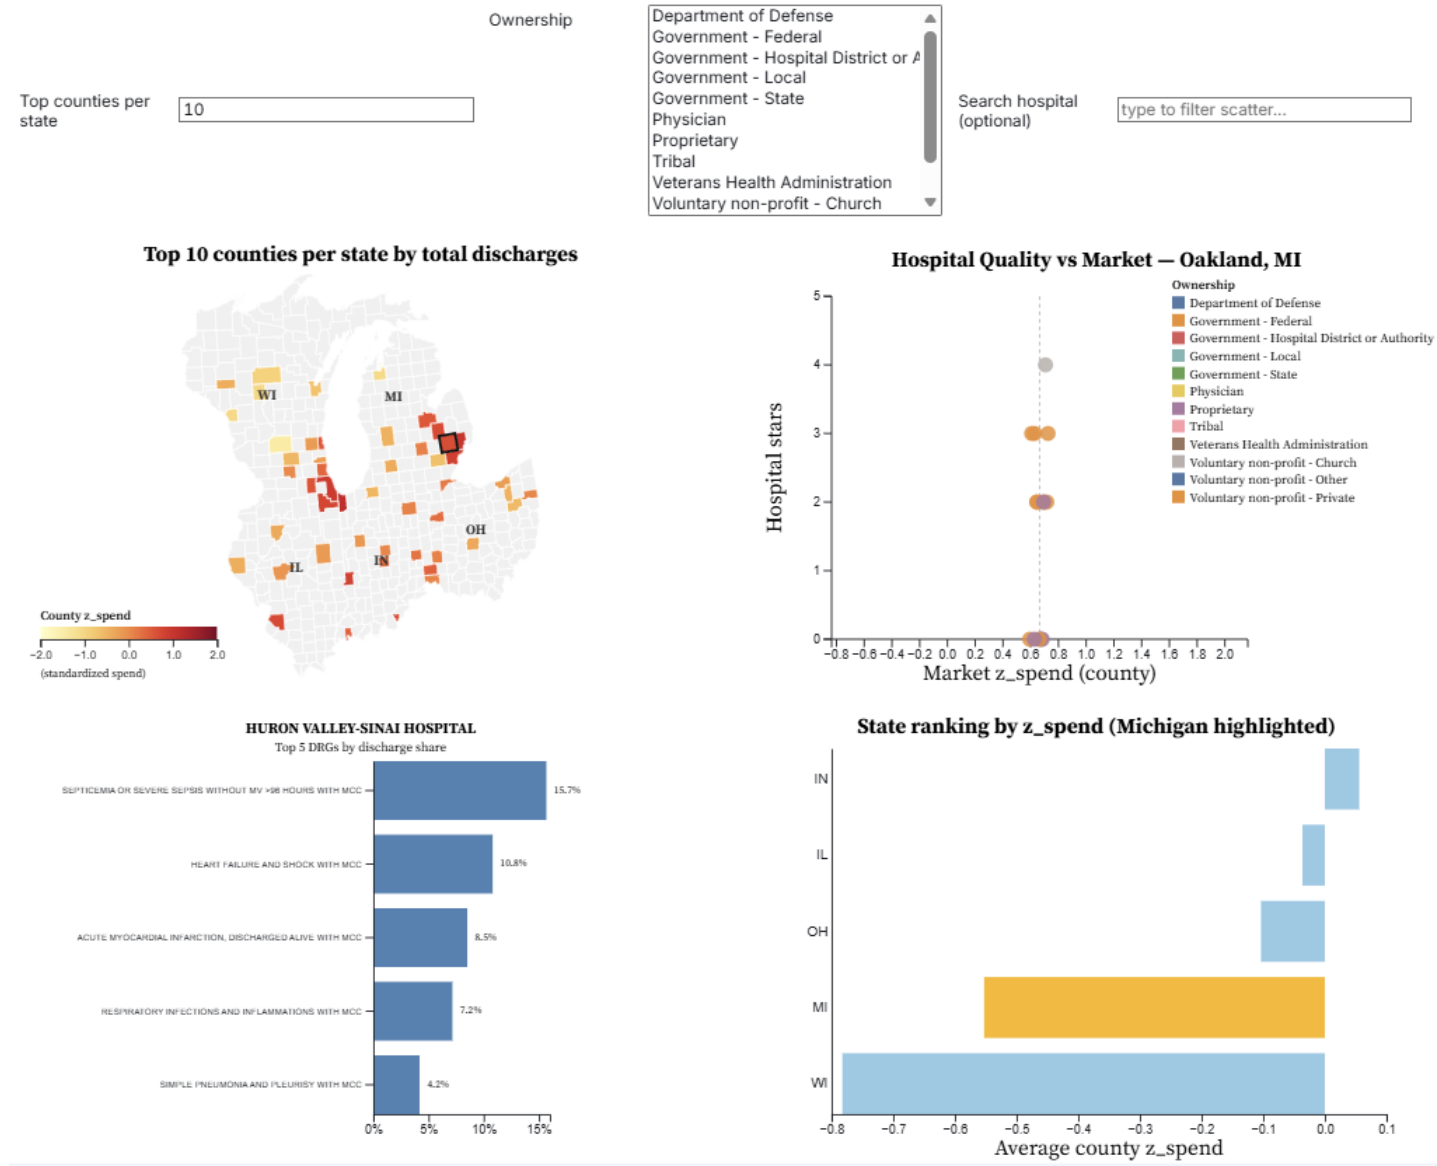 Ownership
Department of Defense
Government - Federal
Government - Hospital District or A
Government - Local
Government - State
Physician
Proprietary
Tribal
Veterans Health Administration
Voluntary non-profit - Church
Top counties per
state
10
Search hospital
(optional)
type to filter scatter...
Top 10 counties per state by total discharges
WI
MI
OH
IL
IN
County z_spend
−2.0 −1.0 0.0 1.0 2.0
(standardized spend)
Hospital Quality vs Market — Oakland, MI
Hospital stars
5
4
3
2
1
0
−0.8 −0.6 −0.4 −0.2 0.0 0.2 0.4 0.6 0.8 1.0 1.2 1.4 1.6 1.8 2.0
Market z_spend (county)
Ownership
Department of Defense
Government - Federal
Government - Hospital District or Authority
Government - Local
Government - State
Physician
Proprietary
Tribal
Veterans Health Administration
Voluntary non-profit - Church
Voluntary non-profit - Other
Voluntary non-profit - Private
HURON VALLEY-SINAI HOSPITAL
Top 5 DRGs by discharge share
SEPTICEMIA OR SEVERE SEPSIS WITHOUT MV >96 HOURS WITH MCC 15.7%
HEART FAILURE AND SHOCK WITH MCC 10.8%
ACUTE MYOCARDIAL INFARCTION, DISCHARGED ALIVE WITH MCC 8.5%
RESPIRATORY INFECTIONS AND INFLAMMATIONS WITH MCC 7.2%
SIMPLE PNEUMONIA AND PLEURISY WITH MCC 4.2%
0% 5% 10% 15%
State ranking by z_spend (Michigan highlighted)
IN
IL
OH
MI
WI
−0.8 −0.7 −0.6 −0.5 −0.4 −0.3 −0.2 −0.1 0.0 0.1
Average county z_spend